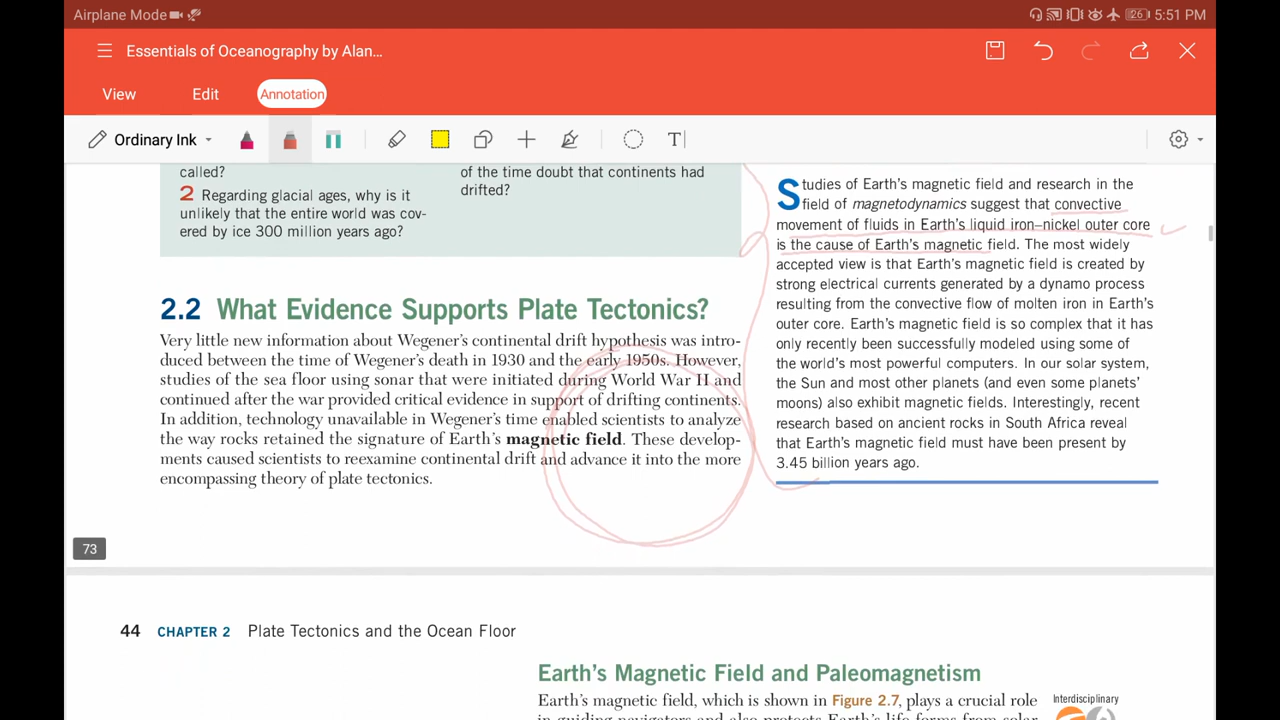 Airplane Mode
26 5:51 PM
Essentials of Oceanography by Alan...
View Edit Annotation
Ordinary Ink
T
called?
2 Regarding glacial ages, why is it
unlikely that the entire world was cov-
ered by ice 300 million years ago?
of the time doubt that continents had
drifted?
2.2 What Evidence Supports Plate Tectonics?
Very little new information about Wegener's continental drift hypothesis was intro-
duced between the time of Wegener's death in 1930 and the early 1950s. However,
studies of the sea floor using sonar that were initiated during World War II and
continued after the war provided critical evidence in support of drifting continents.
In addition, technology unavailable in Wegener's time enabled scientists to analyze
the way rocks retained the signature of Earth's magnetic field. These develop-
ments caused scientists to reexamine continental drift and advance it into the more
encompassing theory of plate tectonics.
Studies of Earth's magnetic field and research in the
field of magnetodynamics suggest that convective
movement of fluids in Earth's liquid iron–nickel outer core
is the cause of Earth's magnetic field. The most widely
accepted view is that Earth's magnetic field is created by
strong electrical currents generated by a dynamo process
resulting from the convective flow of molten iron in Earth's
outer core. Earth's magnetic field is so complex that it has
only recently been successfully modeled using some of
the world's most powerful computers. In our solar system,
the Sun and most other planets (and even some planets'
moons) also exhibit magnetic fields. Interestingly, recent
research based on ancient rocks in South Africa reveal
that Earth's magnetic field must have been present by
3.45 billion years ago.
73
44 CHAPTER 2 Plate Tectonics and the Ocean Floor
Earth's Magnetic Field and Paleomagnetism
Earth's magnetic field, which is shown in Figure 2.7, plays a crucial role
in guiding navigators and also protects Earth's life forms from solar
Interdisciplinary